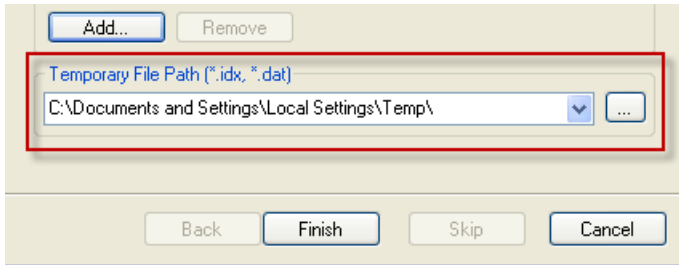 Add... Remove
Temporary File Path (*.idx, *.dat)
C:\Documents and Settings\Local Settings\Temp\ ...
Back Finish Skip Cancel